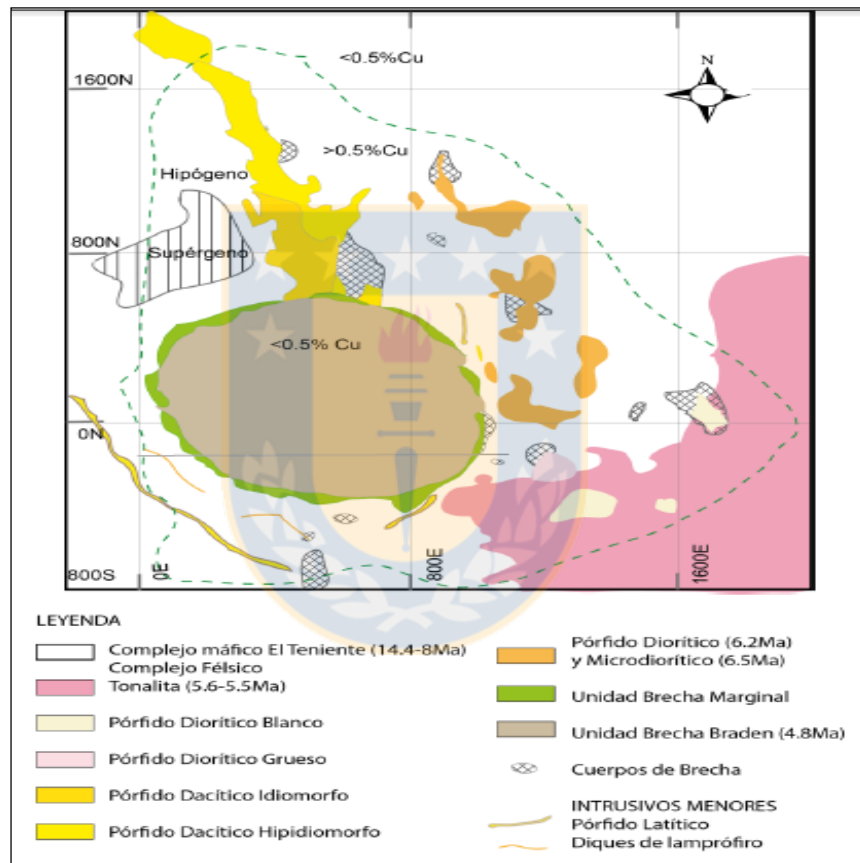 <0.5%Cu
N
1600N
>0.5%Cu
Hipógeno
800N
Supérgeno
<0.5% Cu
0N
800S
0E
800E
1600E
LEYENDA
Complejo máfico El Teniente (14.4-8Ma)
Complejo Félsico
Tonalita (5.6-5.5Ma)
Pórfido Diorítico Blanco
Pórfido Diorítico Grueso
Pórfido Dacítico Idiomorfo
Pórfido Dacítico Hipidiomorfo
Pórfido Diorítico (6.2Ma)
y Microdiorítico (6.5Ma)
Unidad Brecha Marginal
Unidad Brecha Braden (4.8Ma)
Cuerpos de Brecha
INTRUSIVOS MENORES
Pórfido Latítico
Diques de lamprófiro